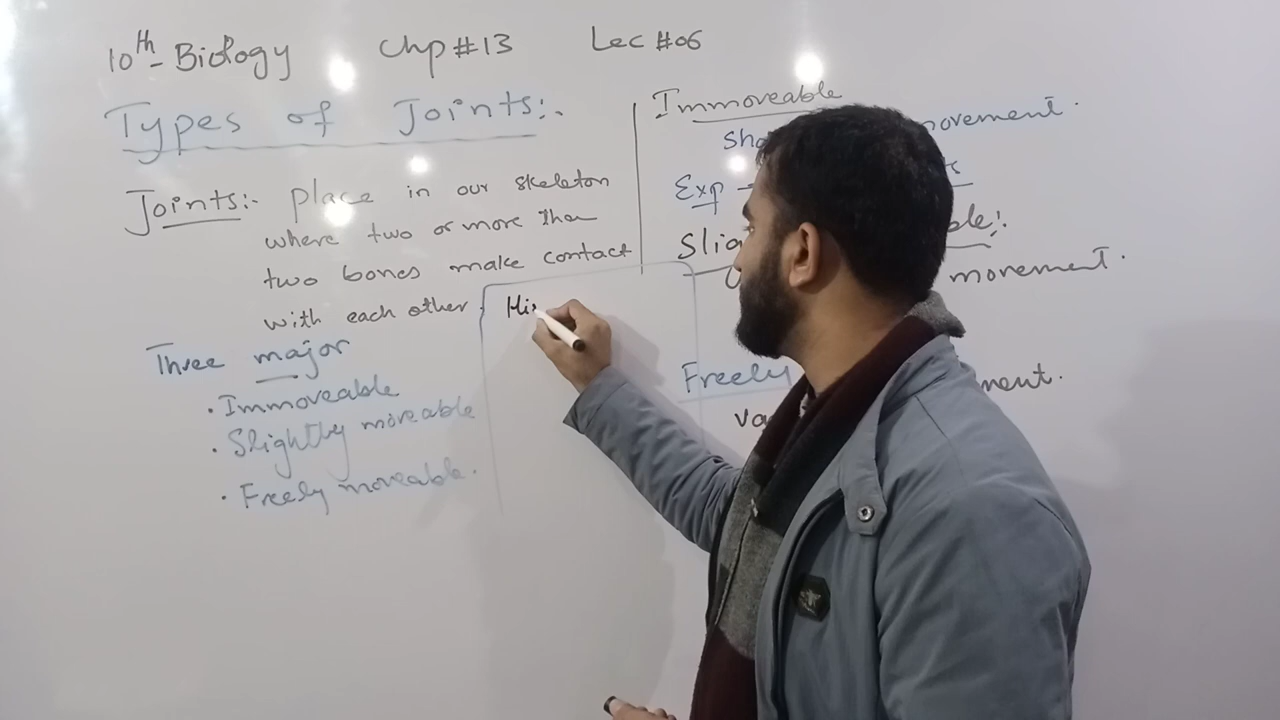 10th Biology Chp #13 Lec #06
Types of Joints:.
Joints:- place in our skeleton
where two or more than
two bones make contact
with each other.
Three major
· Immoveable
· Slightly moveable
· Freely moveable.
Immoveable
movement.
Exp
movement.
Freely